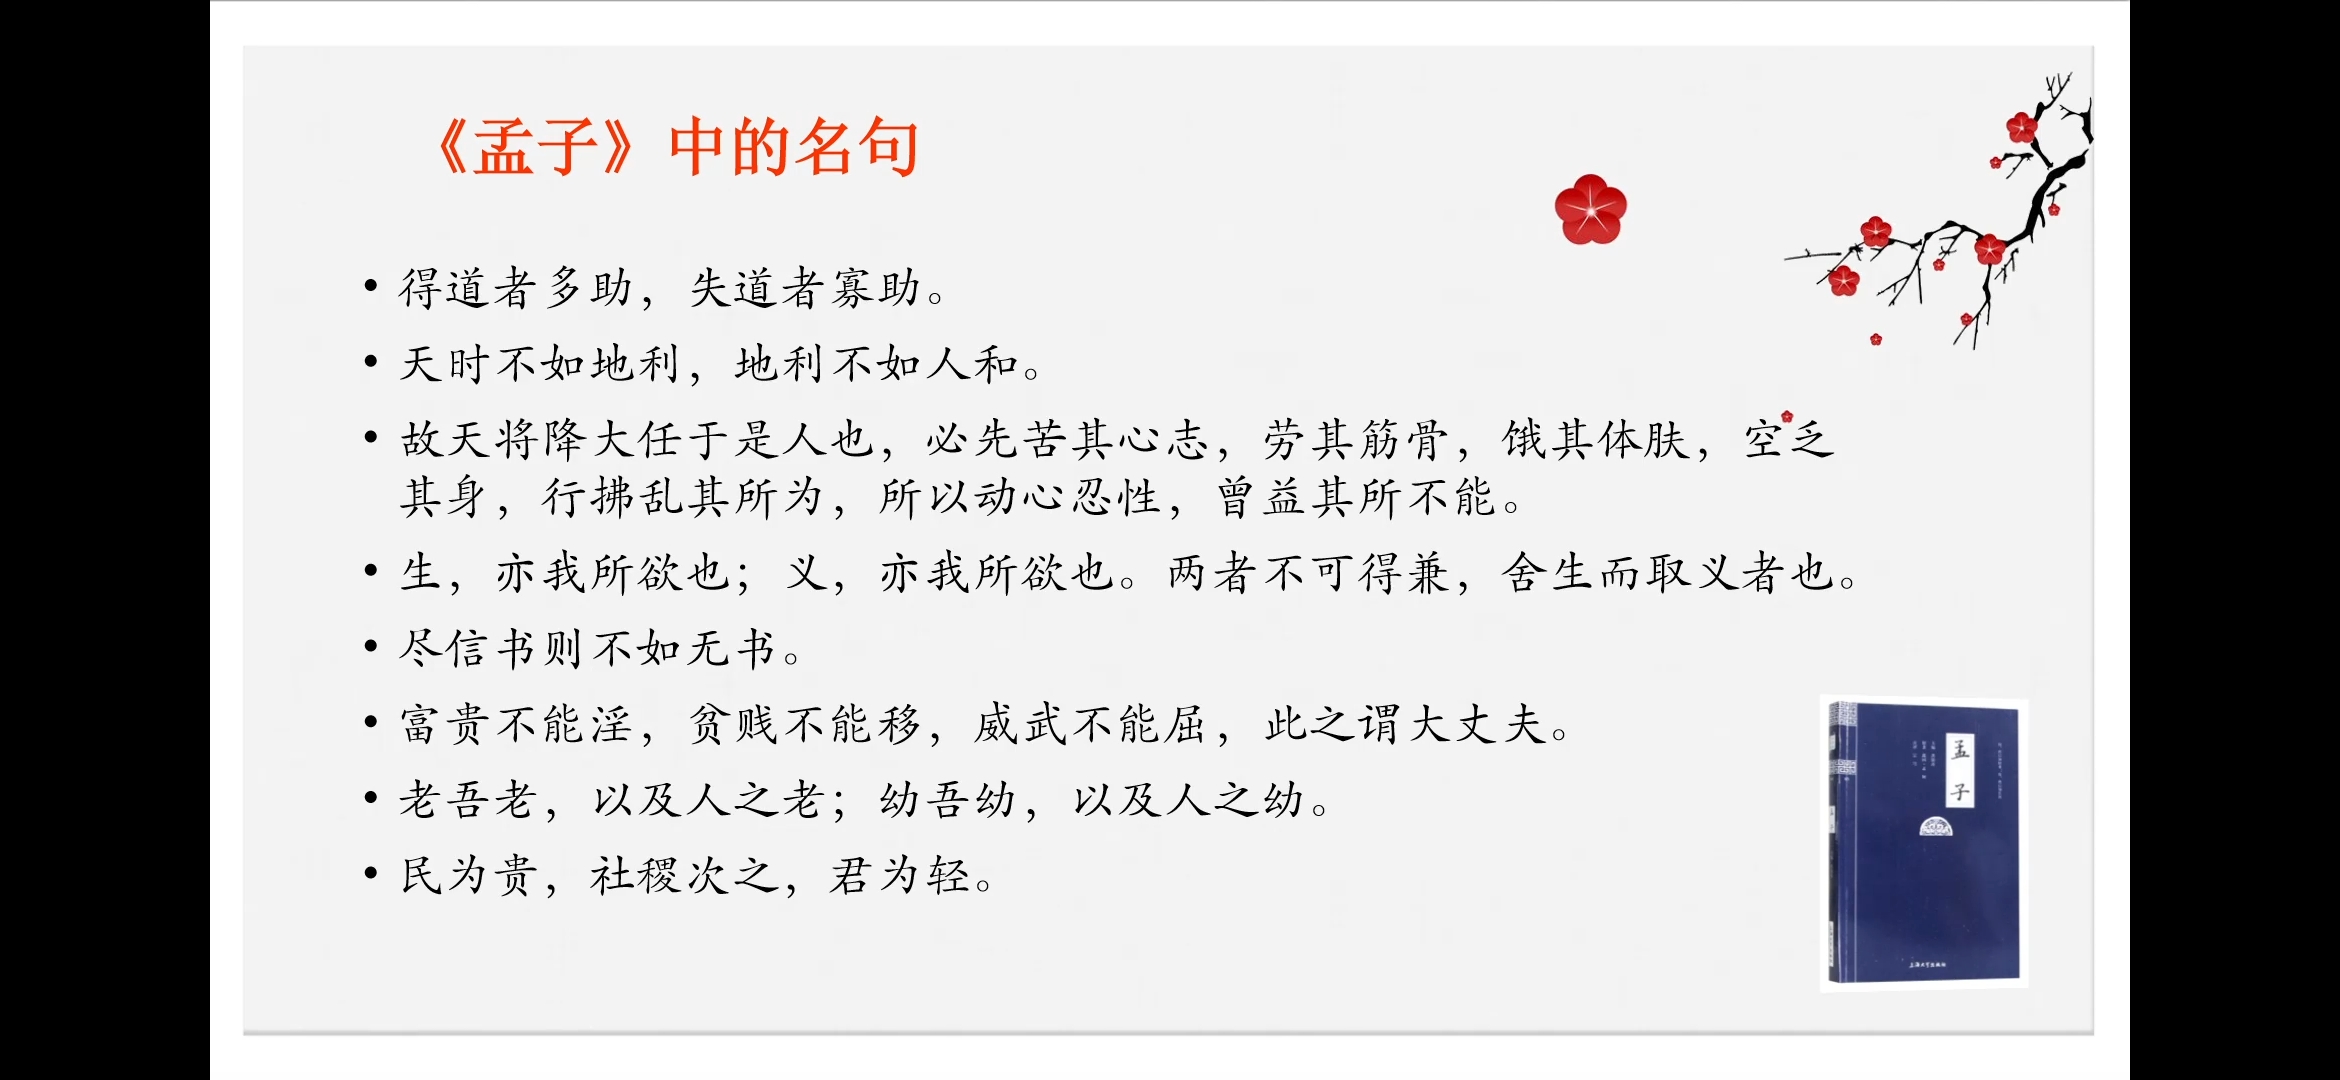 《孟子》中的名句
• 得道者多助，失道者寡助。
• 天时不如地利，地利不如人和。
• 故天将降大任于是人也，必先苦其心志，劳其筋骨，饿其体肤，空乏
其身，行拂乱其所为，所以动心忍性，曾益其所不能。
• 生，亦我所欲也；义，亦我所欲也。两者不可得兼，舍生而取义者也。
• 尽信书则不如无书。
• 富贵不能淫，贫贱不能移，威武不能屈，此之谓大丈夫。
• 老吾老，以及人之老；幼吾幼，以及人之幼。
• 民为贵，社稷次之，君为轻。
孟子
上海大学出版社